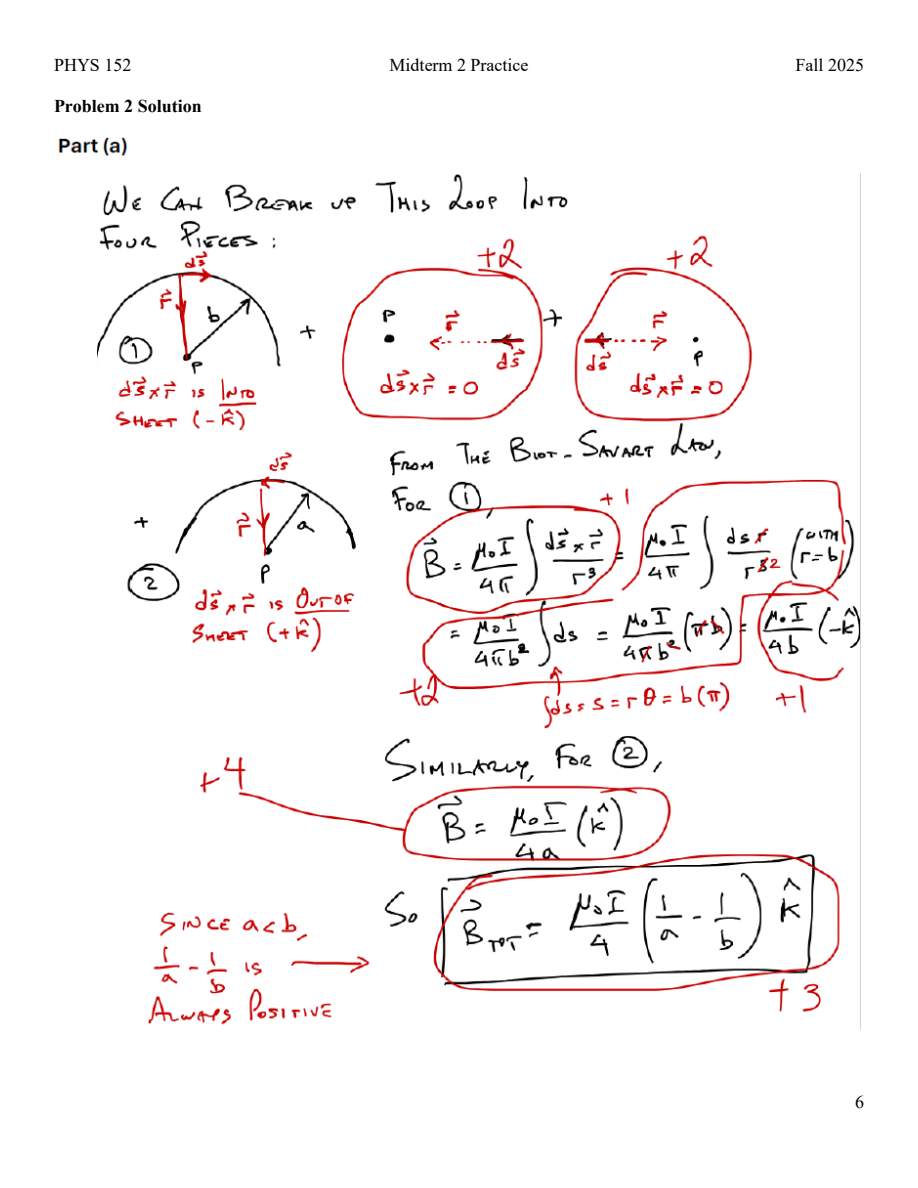 PHYS 152 Midterm 2 Practice Fall 2025
Problem 2 Solution
Part (a)
WE CAN BREAK UP THIS LOOP INTO
FOUR PIECES:
ds⃗
r⃗
b
P
①
ds⃗ x r⃗ IS INTO
SHEET (-k̂)
+
+2
P
r⃗
ds⃗
ds⃗ x r⃗ = 0
+
+2
r⃗
ds⃗
P
ds⃗ x r⃗ = 0
+
ds⃗
r⃗
a
P
②
ds⃗ x r⃗ IS OUT OF
SHEET (+k̂)
FROM THE BIOT-SAVART LAW,
FOR ①,
+1
B⃗ = μ₀I/4π ∫ ds⃗ x r⃗/r³ = μ₀I/4π ∫ ds r/r³² (WITH r=b)
= μ₀I/4πb² ∫ds = μ₀I/4πb² (πb) = μ₀I/4b (-k̂)
+2
∫ds = s = rθ = b(π)
+1
SIMILARLY, FOR ②,
+4
B⃗ = μ₀I/4a (k̂)
SO B⃗TOT = μ₀I/4 (1/a - 1/b) k̂
SINCE a<b,
1/a - 1/b IS
ALWAYS POSITIVE
+3
6